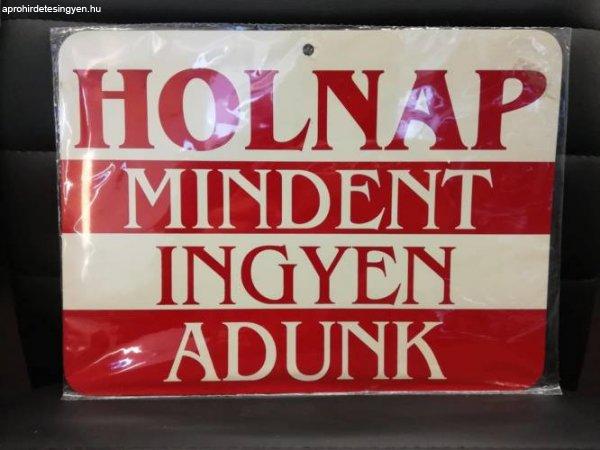 aprohirdetesingyen.hu
HOLNAP
MINDENT
INGYEN
ADUNK